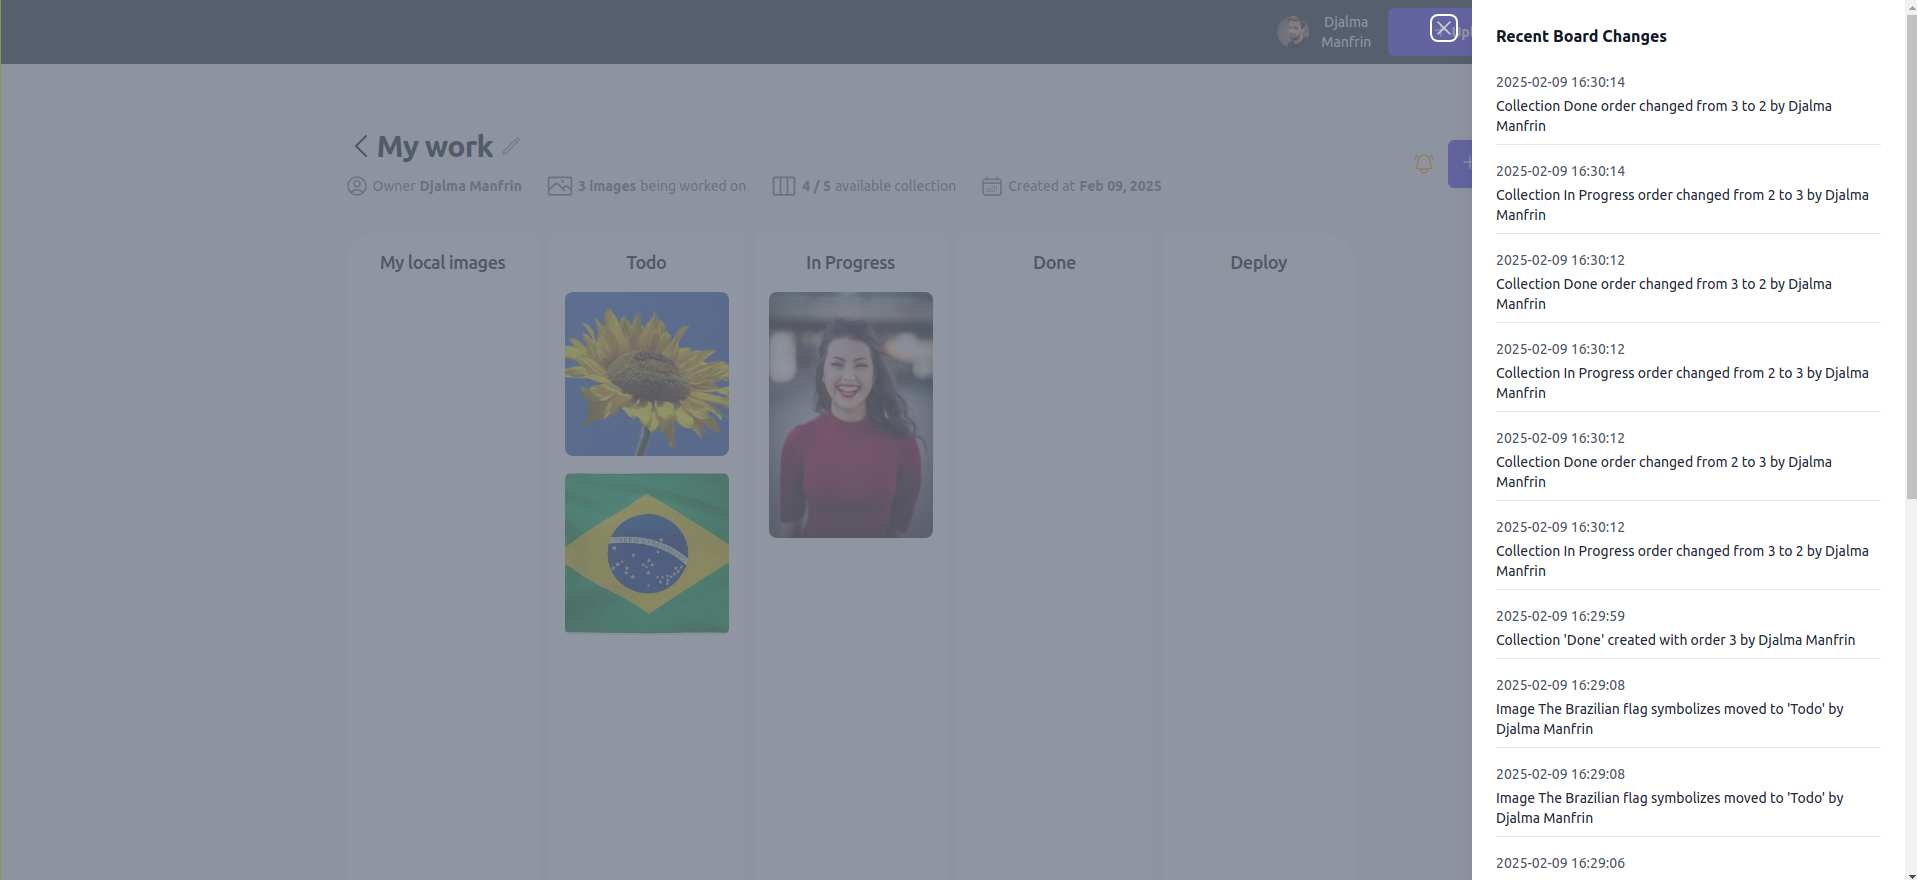 Djalma
Manfrin
Recent Board Changes
2025-02-09 16:30:14
Collection Done order changed from 3 to 2 by Djalma
Manfrin
2025-02-09 16:30:14
Collection In Progress order changed from 2 to 3 by Djalma
Manfrin
2025-02-09 16:30:12
Collection Done order changed from 3 to 2 by Djalma
Manfrin
2025-02-09 16:30:12
Collection In Progress order changed from 2 to 3 by Djalma
Manfrin
2025-02-09 16:30:12
Collection Done order changed from 2 to 3 by Djalma
Manfrin
2025-02-09 16:30:12
Collection In Progress order changed from 3 to 2 by Djalma
Manfrin
2025-02-09 16:29:59
Collection 'Done' created with order 3 by Djalma Manfrin
2025-02-09 16:29:08
Image The Brazilian flag symbolizes moved to 'Todo' by
Djalma Manfrin
2025-02-09 16:29:08
Image The Brazilian flag symbolizes moved to 'Todo' by
Djalma Manfrin
2025-02-09 16:29:06
My work
Owner Djalma Manfrin
3 images being worked on
4 / 5 available collection
Created at Feb 09, 2025
My local images
Todo
In Progress
Done
Deploy